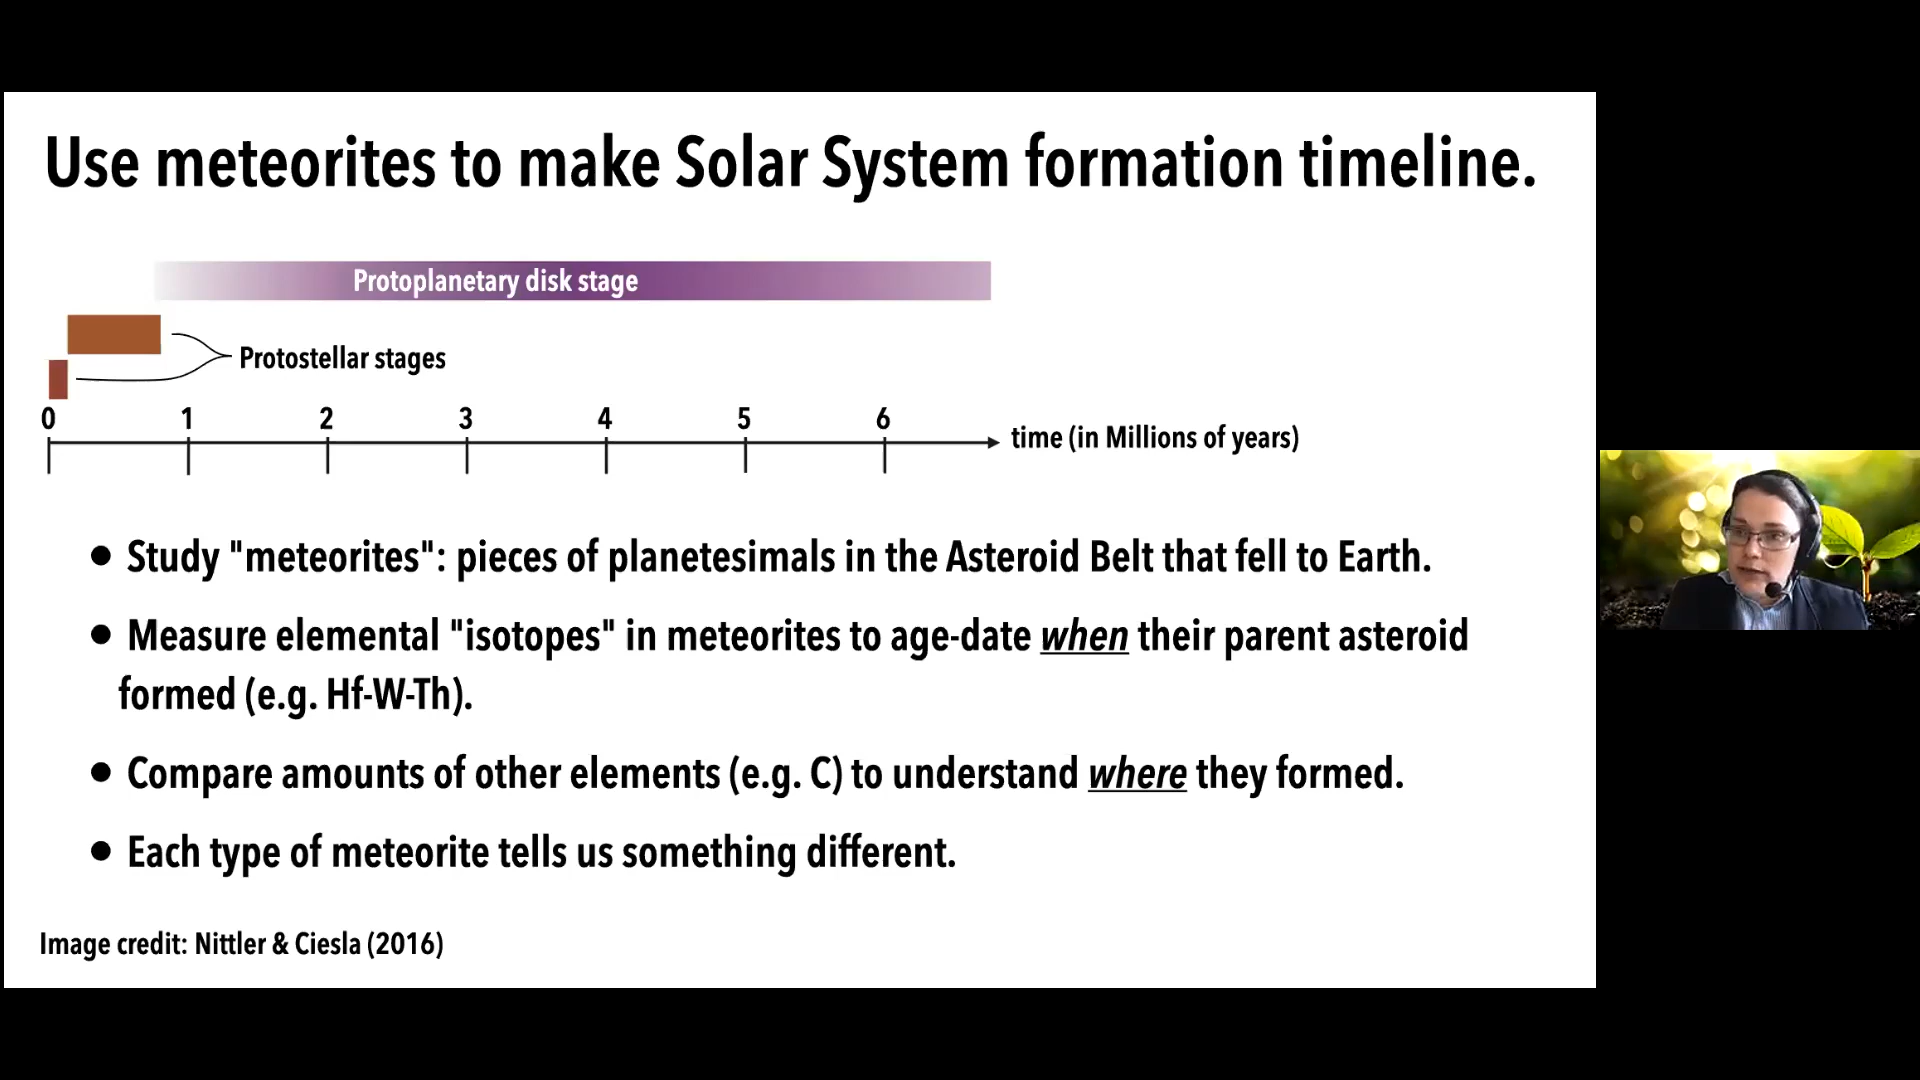 Use meteorites to make Solar System formation timeline.
Protoplanetary disk stage
Protostellar stages
0 1 2 3 4 5 6
time (in Millions of years)
● Study "meteorites": pieces of planetesimals in the Asteroid Belt that fell to Earth.
● Measure elemental "isotopes" in meteorites to age-date when their parent asteroid
formed (e.g. Hf-W-Th).
● Compare amounts of other elements (e.g. C) to understand where they formed.
● Each type of meteorite tells us something different.
Image credit: Nittler & Ciesla (2016)